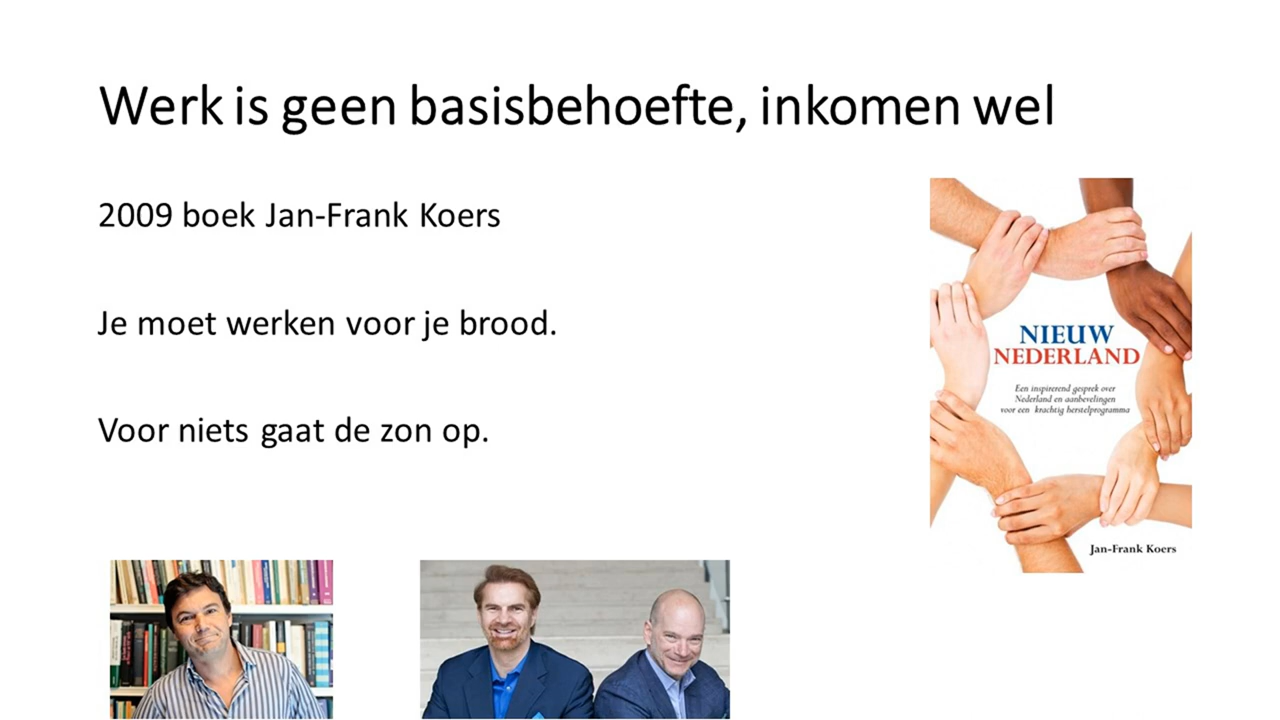 Werk is geen basisbehoefte, inkomen wel
2009 boek Jan-Frank Koers
Je moet werken voor je brood.
Voor niets gaat de zon op.
NIEUW
NEDERLAND
Een inspirerend gesprek over
Nederland en aanbevelingen
voor een krachtig herstelprogramma
Jan-Frank Koers